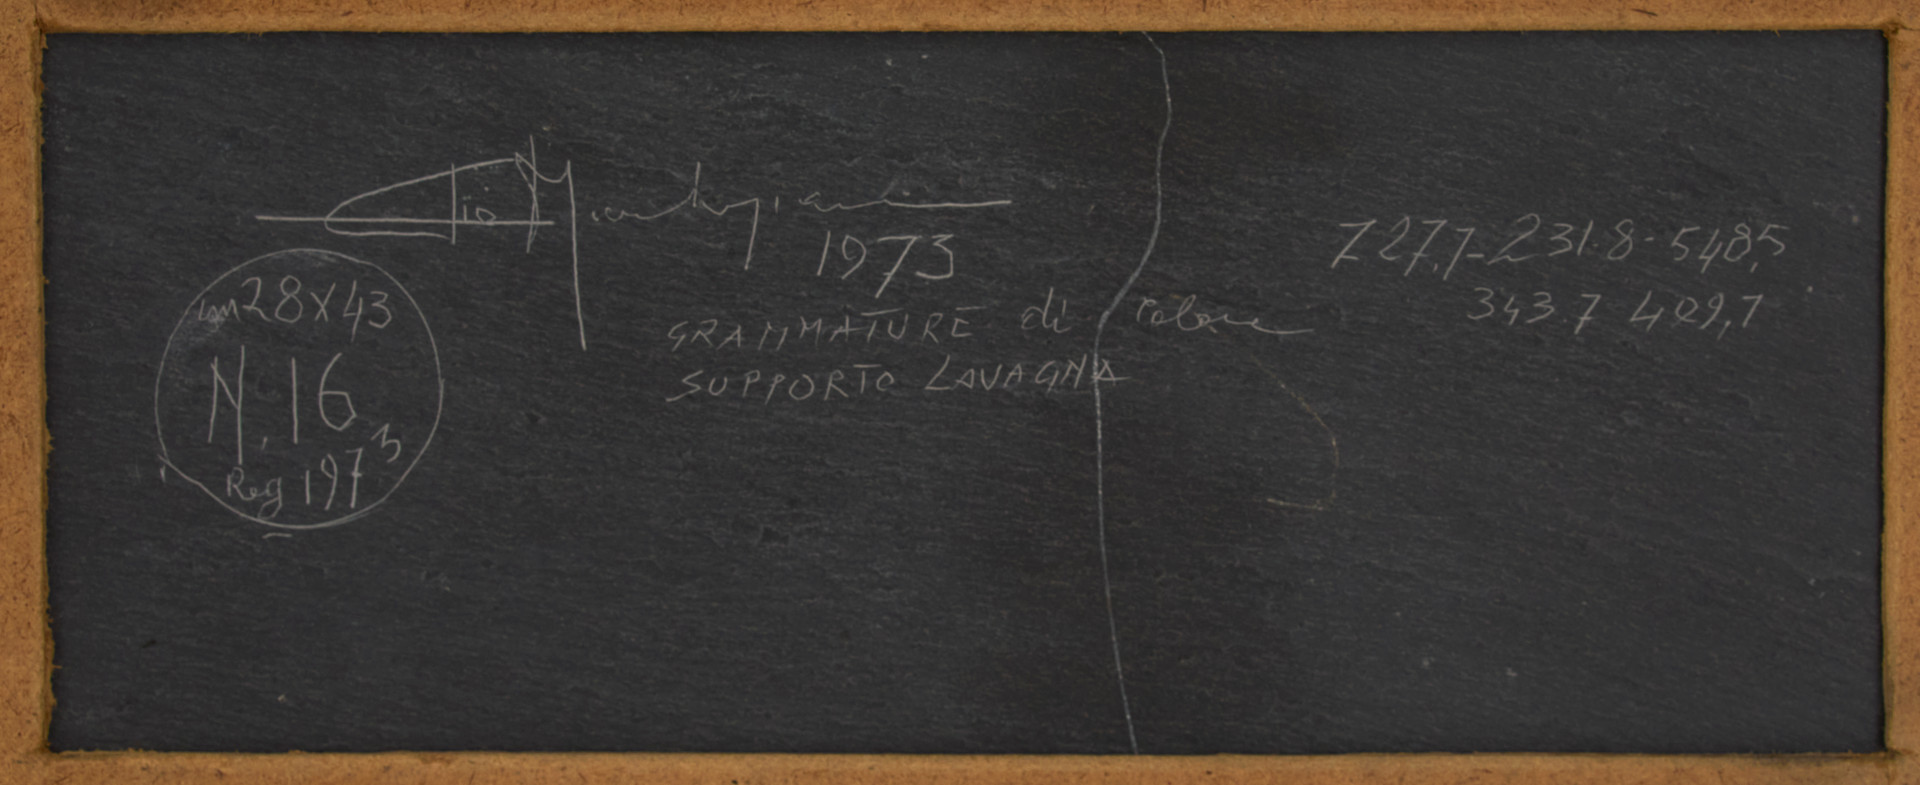 1973
GRAMMATURE di colore
SUPPORTO LAVAGNA
cm 28x43
N. 16
Reg 1973
727,7-231.8-548,5
343.7 409,7